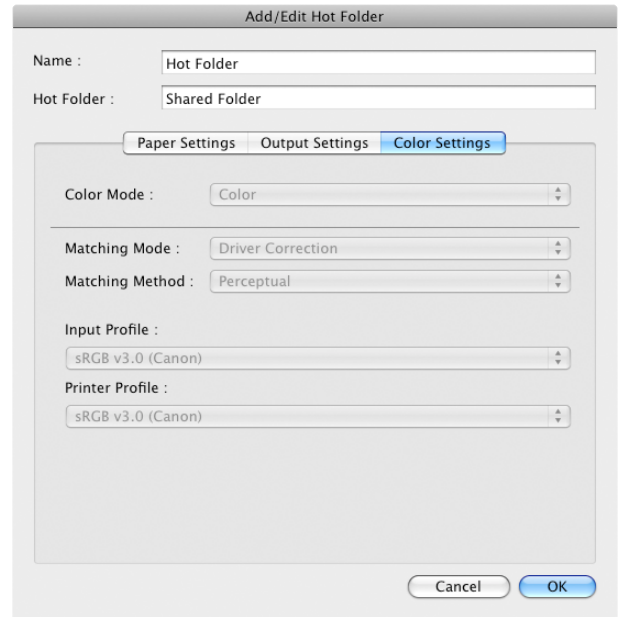 Add/Edit Hot Folder
Name : Hot Folder
Hot Folder : Shared Folder
Paper Settings Output Settings Color Settings
Color Mode : Color
Matching Mode : Driver Correction
Matching Method : Perceptual
Input Profile :
sRGB v3.0 (Canon)
Printer Profile :
sRGB v3.0 (Canon)
Cancel OK